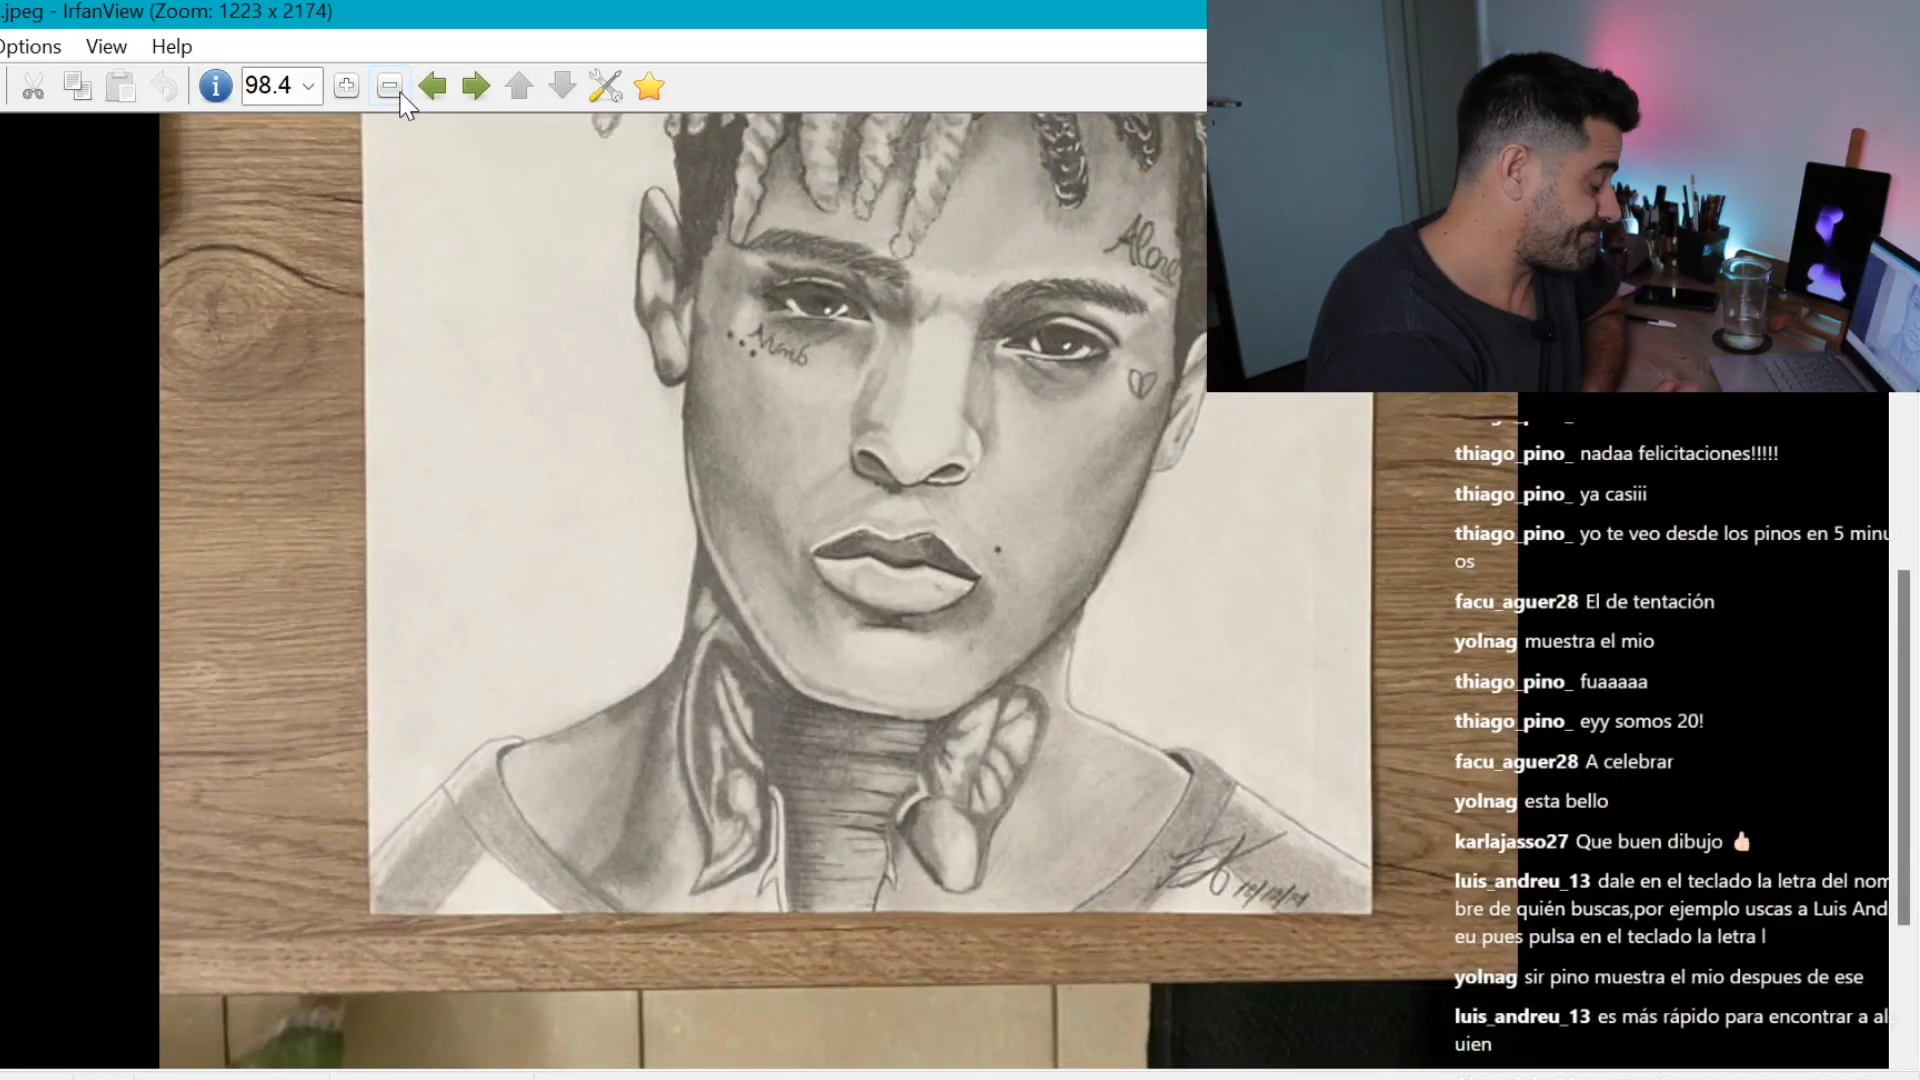 .jpeg - IrfanView (Zoom: 1223 x 2174)
Options View Help
98.4
Alone
thiago_pino_ nadaa felicitaciones!!!!!
thiago_pino_ ya casiii
thiago_pino_ yo te veo desde los pinos en 5 minu
os
facu_aguer28 El de tentación
yolnag muestra el mio
thiago_pino_ fuaaaaa
thiago_pino_ eyy somos 20!
facu_aguer28 A celebrar
yolnag esta bello
karlajasso27 Que buen dibujo 👍🏻
luis_andreu_13 dale en el teclado la letra del nom
bre de quién buscas,por ejemplo uscas a Luis And
eu pues pulsa en el teclado la letra l
yolnag sir pino muestra el mio despues de ese
luis_andreu_13 es más rápido para encontrar a al
uien